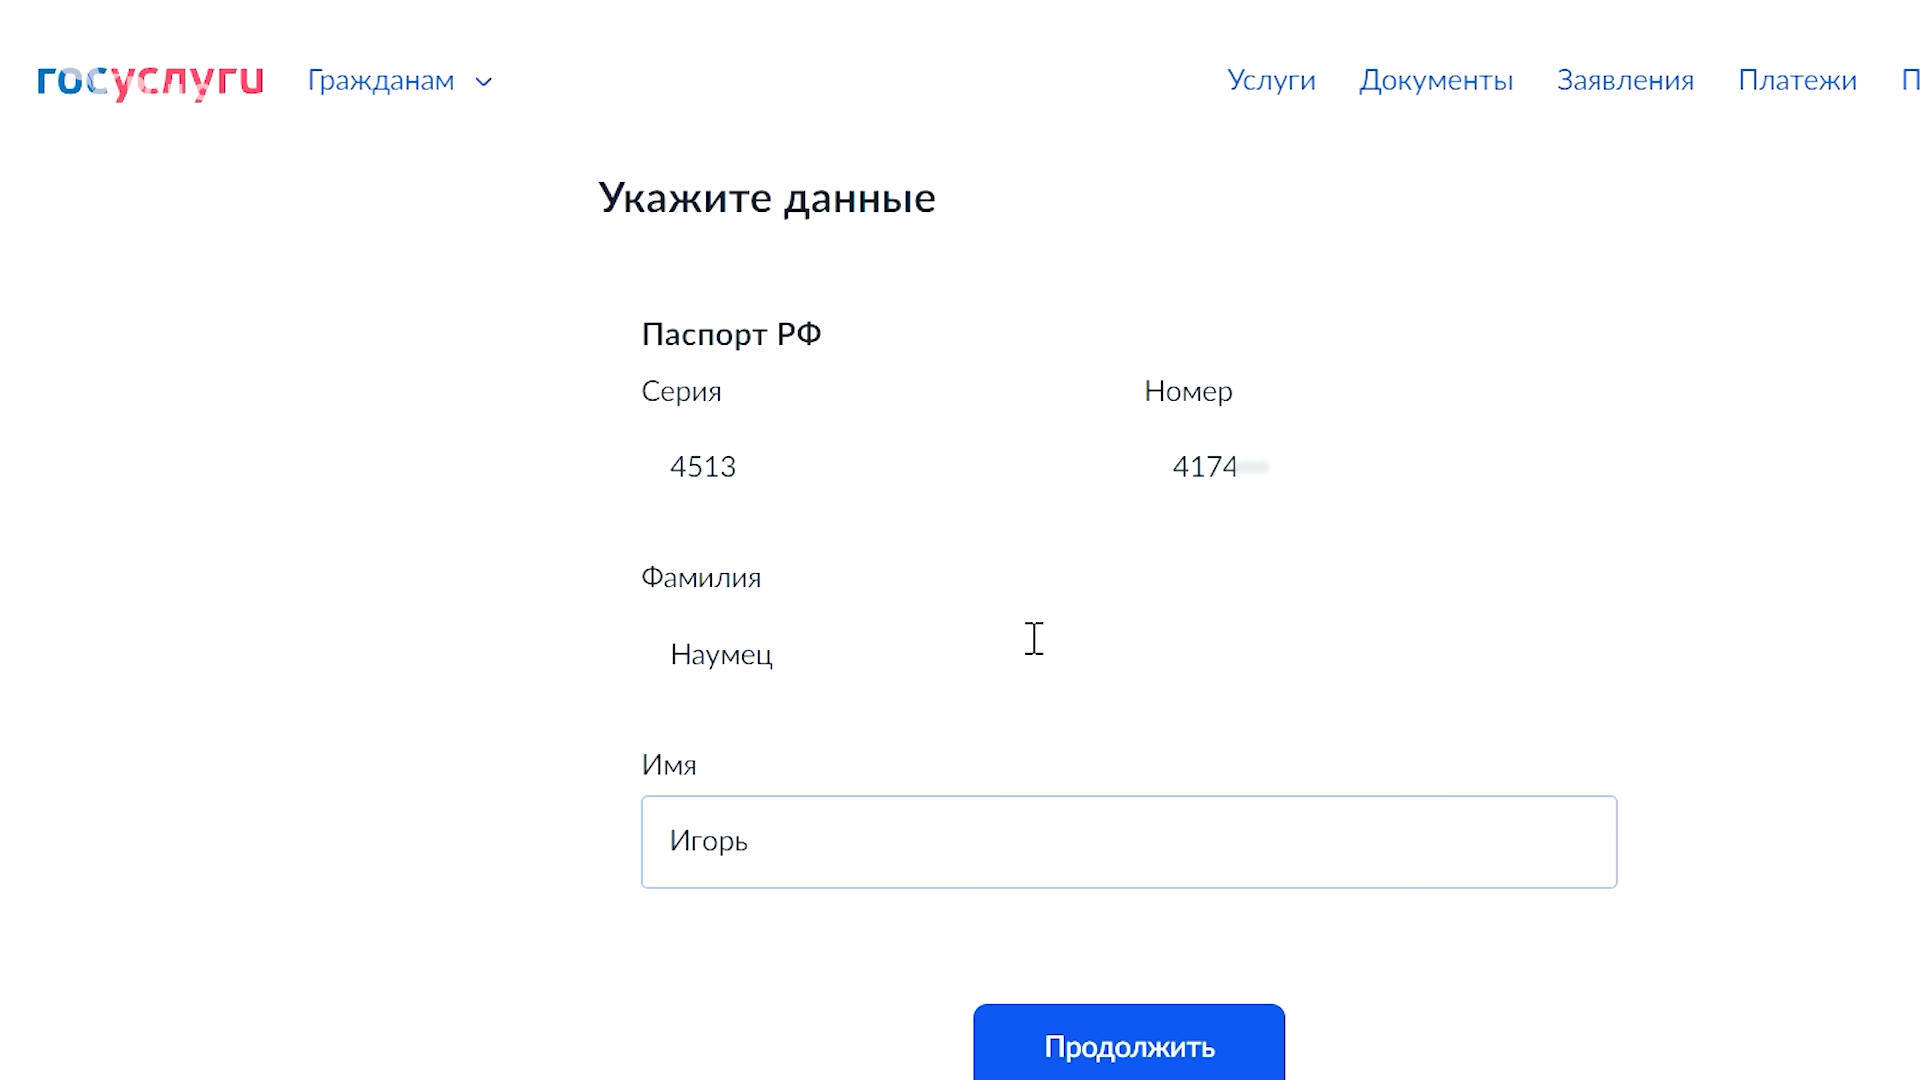 госуслуги Гражданам Услуги Документы Заявления Платежи П
Укажите данные
Паспорт РФ
Серия Номер
4513 4174
Фамилия
Наумец
Имя
Игорь
Продолжить